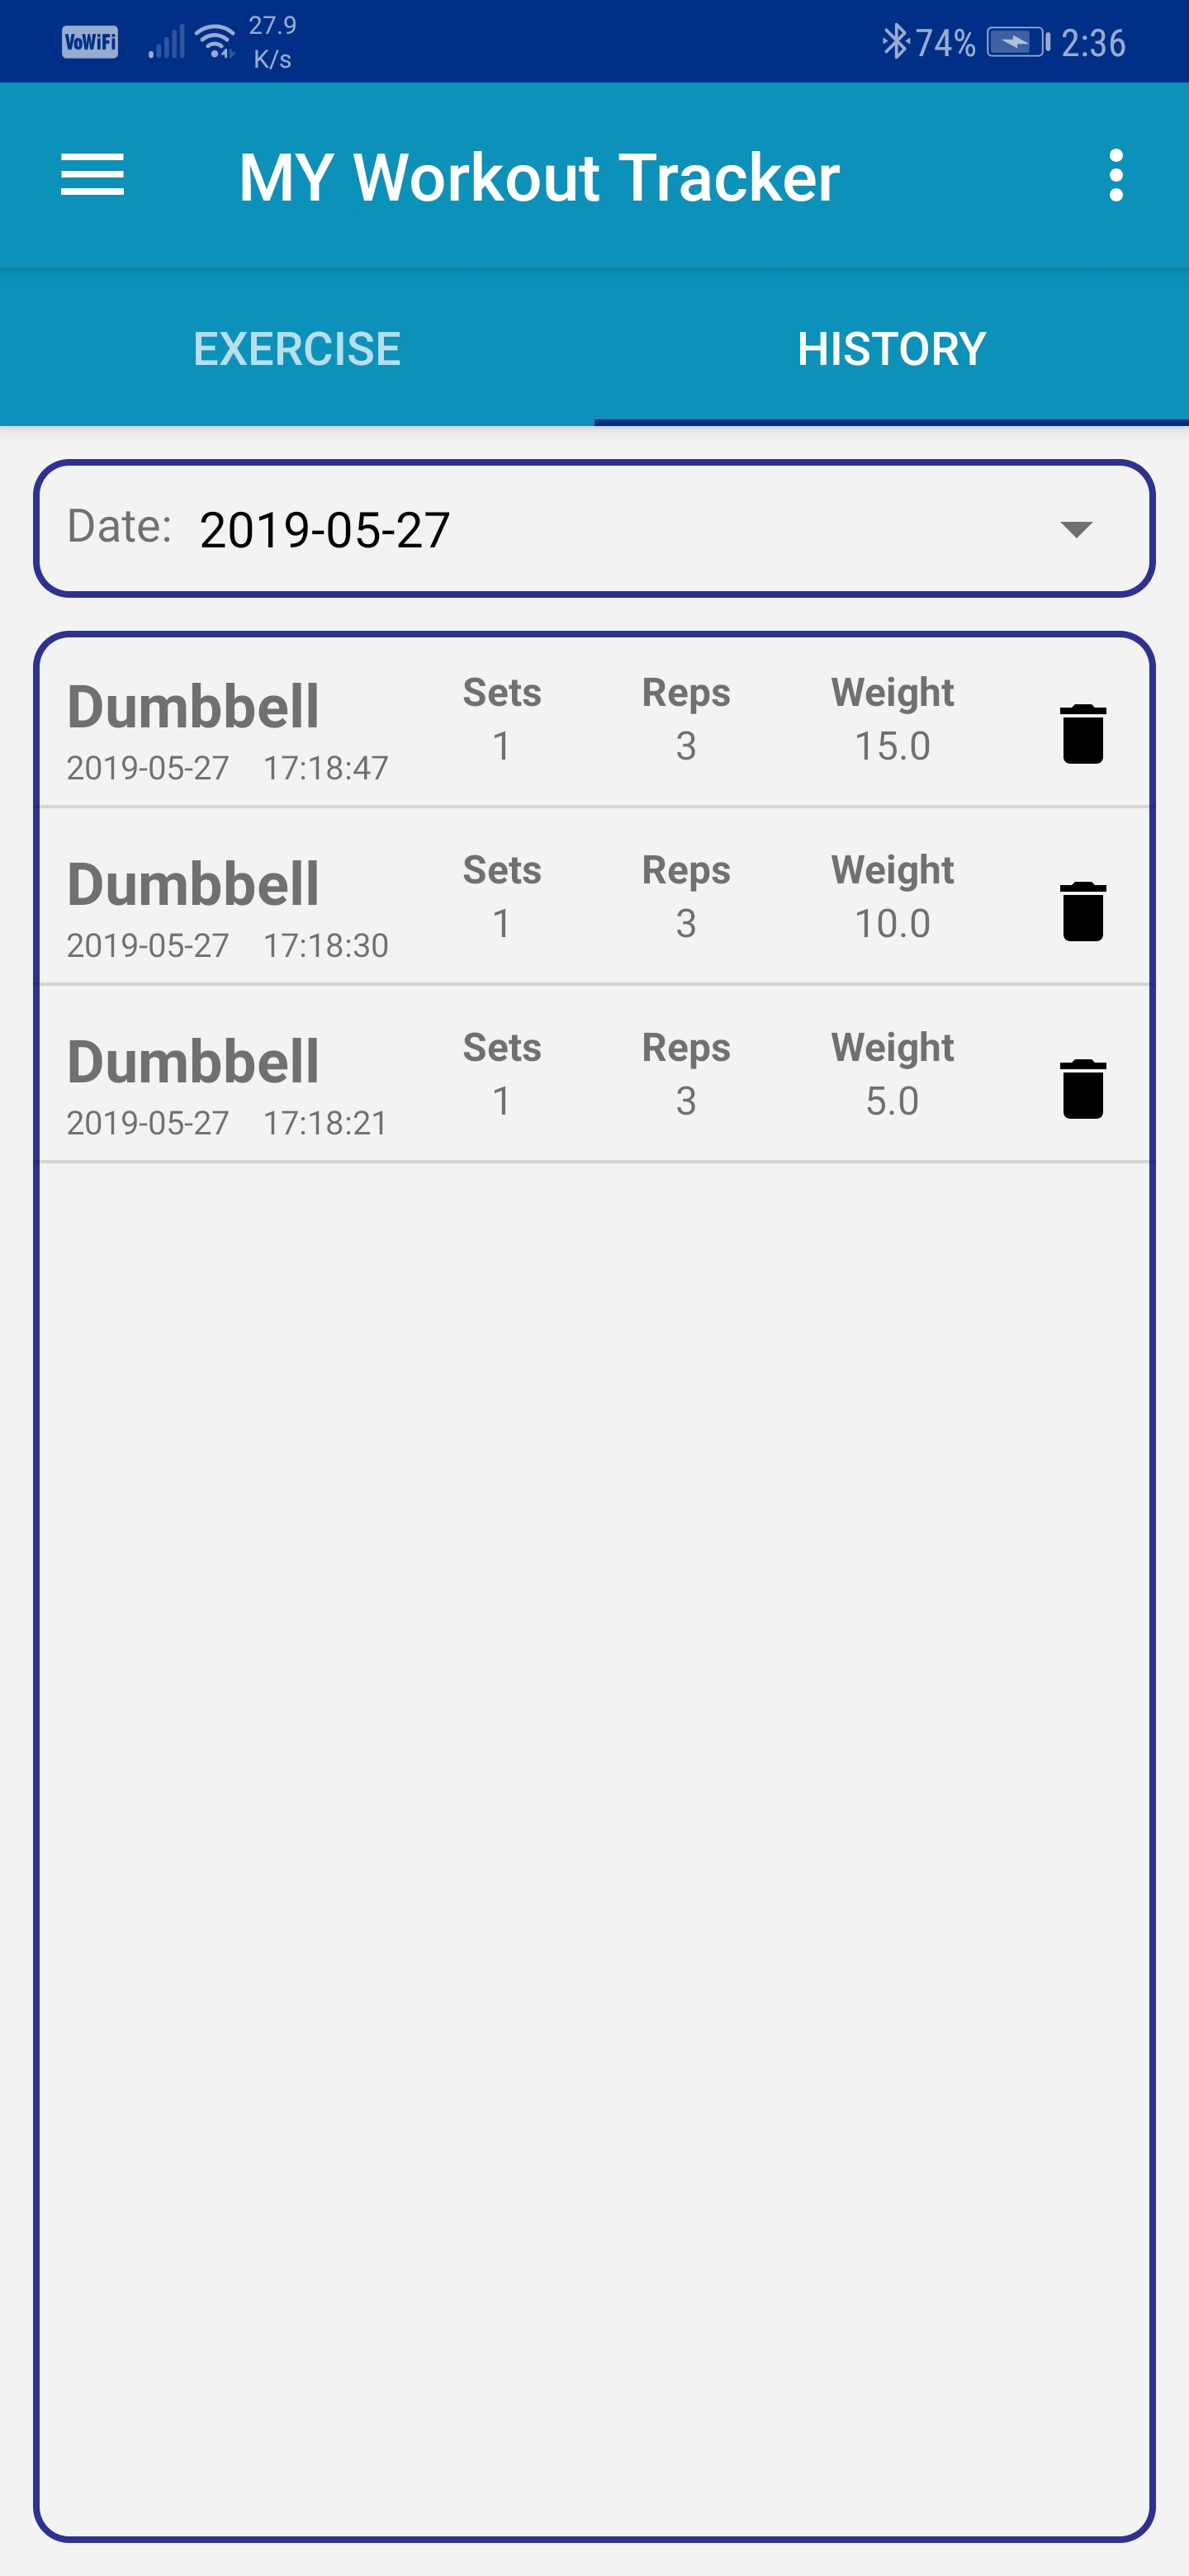 VoWiFi 27.9 K/s 74% 2:36
MY Workout Tracker
EXERCISE HISTORY
Date: 2019-05-27
Dumbbell Sets Reps Weight
1 3 15.0
2019-05-27 17:18:47
Dumbbell Sets Reps Weight
1 3 10.0
2019-05-27 17:18:30
Dumbbell Sets Reps Weight
1 3 5.0
2019-05-27 17:18:21